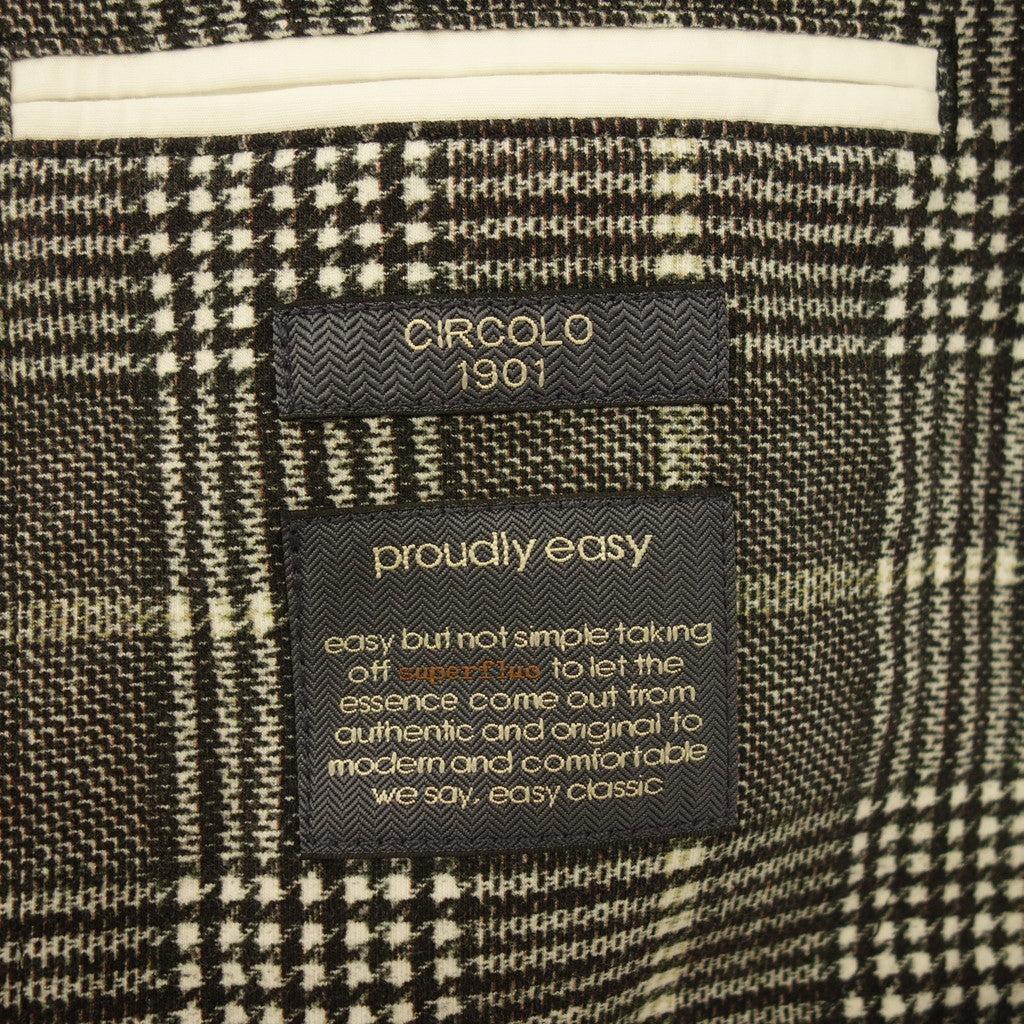 CIRCOLO
1901
proudly easy
easy but not simple taking
off superfluo to let the
essence come out from
authentic and original to
modern and comfortable
we say, easy classic